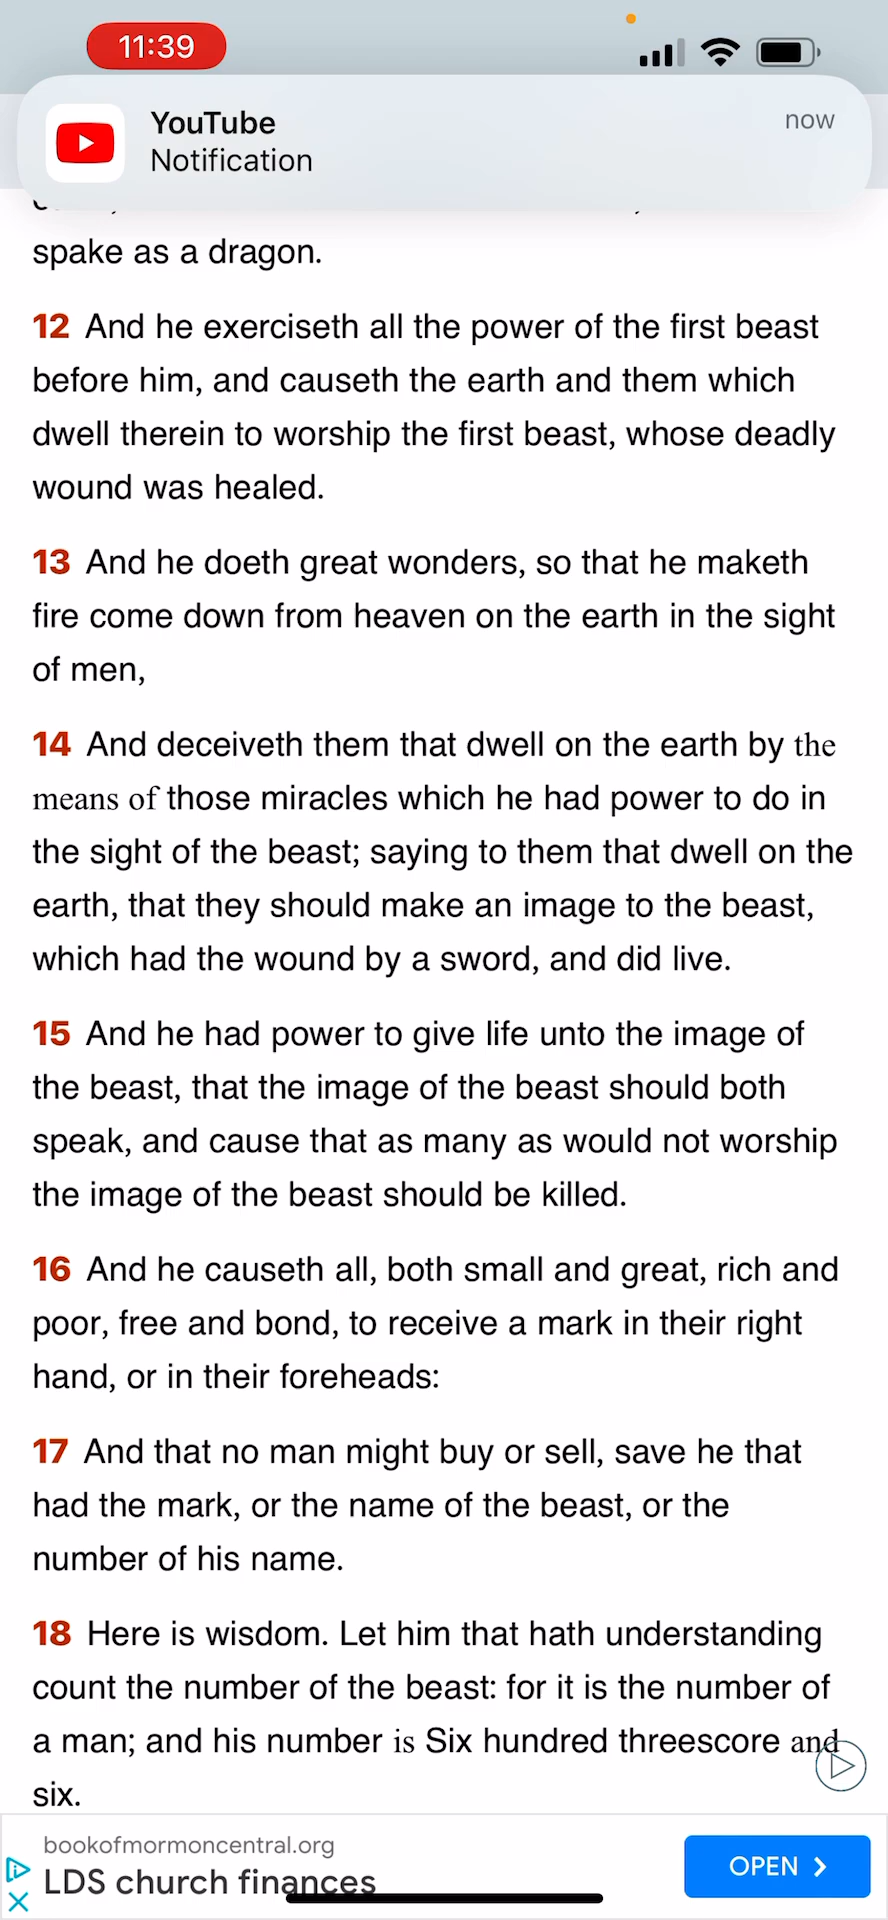 11:39
YouTube
now
Notification
spake as a dragon.
12 And he exerciseth all the power of the first beast
before him, and causeth the earth and them which
dwell therein to worship the first beast, whose deadly
wound was healed.
13 And he doeth great wonders, so that he maketh
fire come down from heaven on the earth in the sight
of men,
14 And deceiveth them that dwell on the earth by the
means of those miracles which he had power to do in
the sight of the beast; saying to them that dwell on the
earth, that they should make an image to the beast,
which had the wound by a sword, and did live.
15 And he had power to give life unto the image of
the beast, that the image of the beast should both
speak, and cause that as many as would not worship
the image of the beast should be killed.
16 And he causeth all, both small and great, rich and
poor, free and bond, to receive a mark in their right
hand, or in their foreheads:
17 And that no man might buy or sell, save he that
had the mark, or the name of the beast, or the
number of his name.
18 Here is wisdom. Let him that hath understanding
count the number of the beast: for it is the number of
a man; and his number is Six hundred threescore and
six.
bookofmormoncentral.org
LDS church finances
OPEN